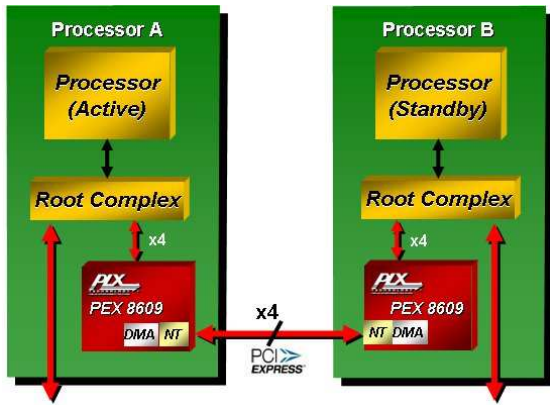 Processor A
Processor
(Active)
Root Complex
x4
PLX
PEX 8609
DMA NT
x4
PCI
EXPRESS®
Processor B
Processor
(Standby)
Root Complex
x4
PLX
PEX 8609
NT DMA